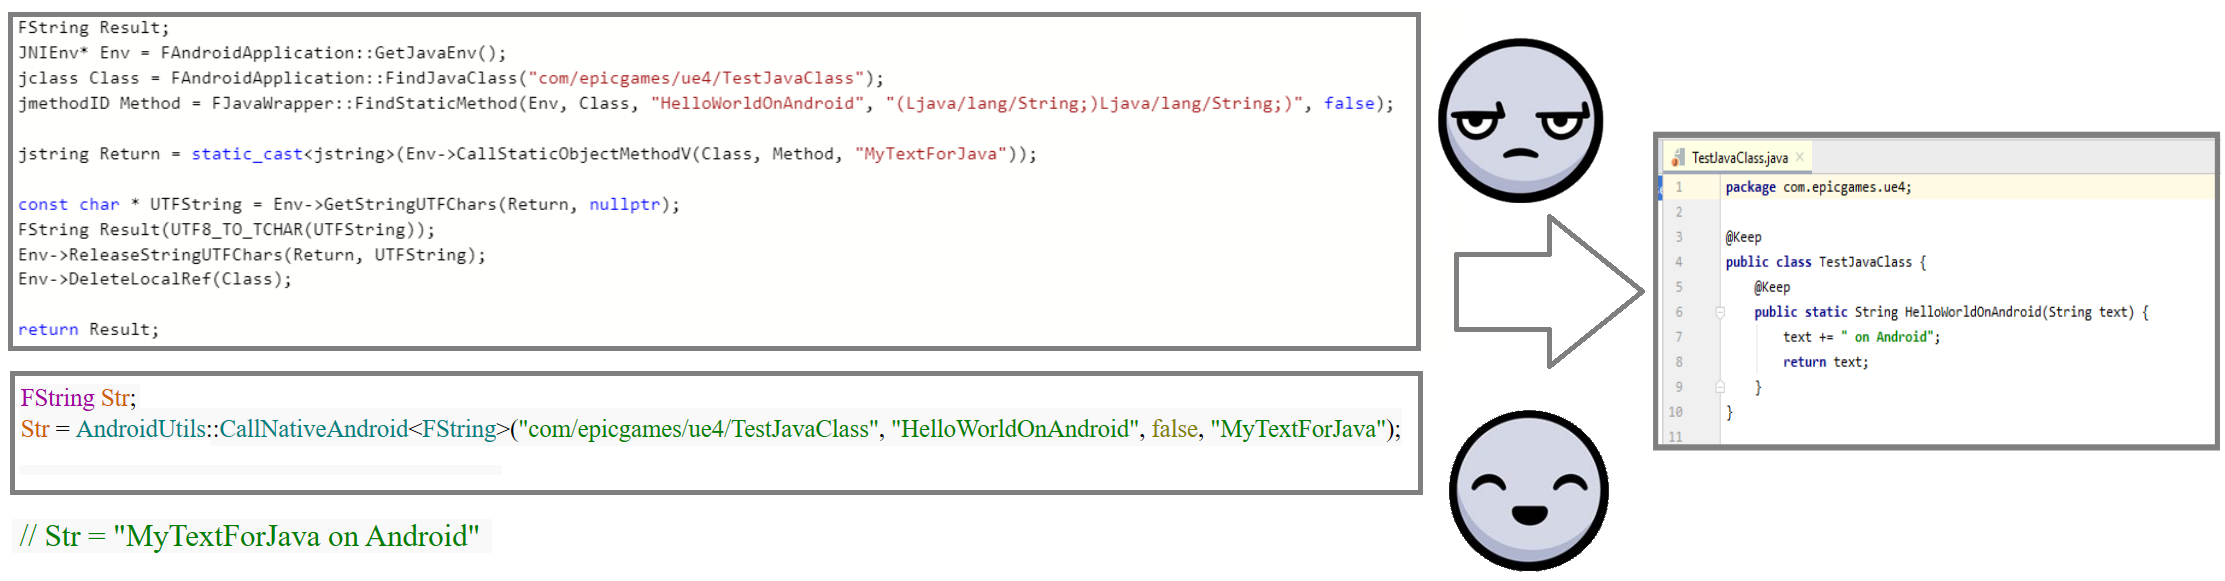 FString Result;
JNIEnv* Env = FAndroidApplication::GetJavaEnv();
jclass Class = FAndroidApplication::FindJavaClass("com/epicgames/ue4/TestJavaClass");
jmethodID Method = FJavaWrapper::FindStaticMethod(Env, Class, "HelloWorldOnAndroid", "(Ljava/lang/String;)Ljava/lang/String;)", false);
jstring Return = static_cast<jstring>(Env->CallStaticObjectMethodV(Class, Method, "MyTextForJava"));
const char * UTFString = Env->GetStringUTFChars(Return, nullptr);
FString Result(UTF8_TO_TCHAR(UTFString));
Env->ReleaseStringUTFChars(Return, UTFString);
Env->DeleteLocalRef(Class);
return Result;
FString Str;
Str = AndroidUtils::CallNativeAndroid<FString>("com/epicgames/ue4/TestJavaClass", "HelloWorldOnAndroid", false, "MyTextForJava");
// Str = "MyTextForJava on Android"
TestJavaClass.java
1 package com.epicgames.ue4;
2
3 @Keep
4 public class TestJavaClass {
5 @Keep
6 public static String HelloWorldOnAndroid(String text) {
7 text += " on Android";
8 return text;
9 }
10 }
11